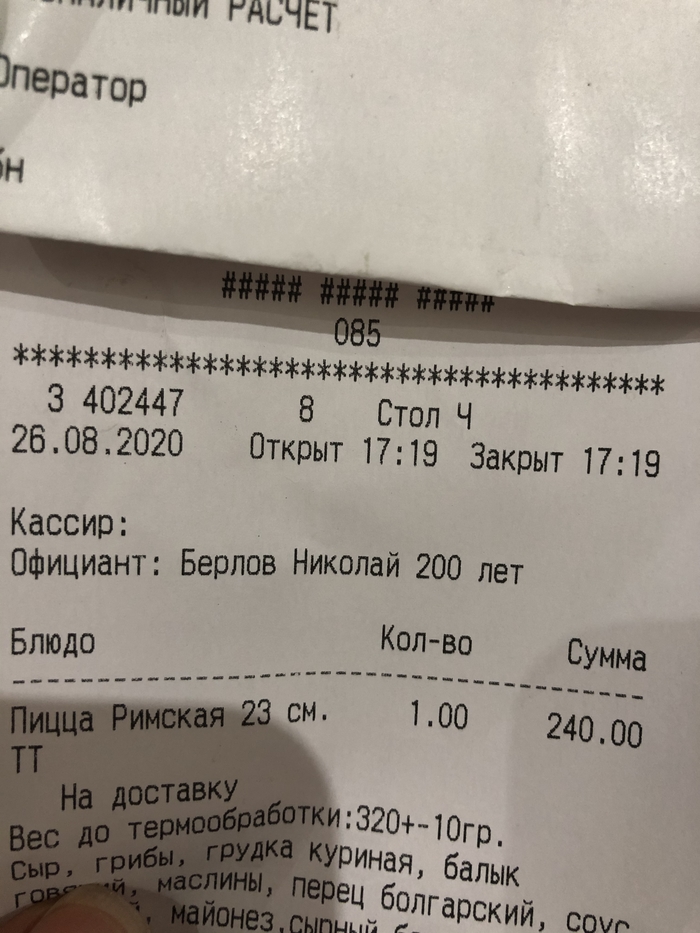 РАСЧЕТ
Оператор
##### ##### #####
085
****************************************
З 402447 8 Стол Ч
26.08.2020 Открыт 17:19 Закрыт 17:19
Кассир:
Официант: Берлов Николай 200 лет
Блюдо Кол-во Сумма
Пицца Римская 23 см. 1.00 240.00
ТТ
На доставку
Вес до термообработки:320+-10гр.
Сыр, грибы, грудка куриная, балык
маслины, перец болгарский, соус
майонез,сырный